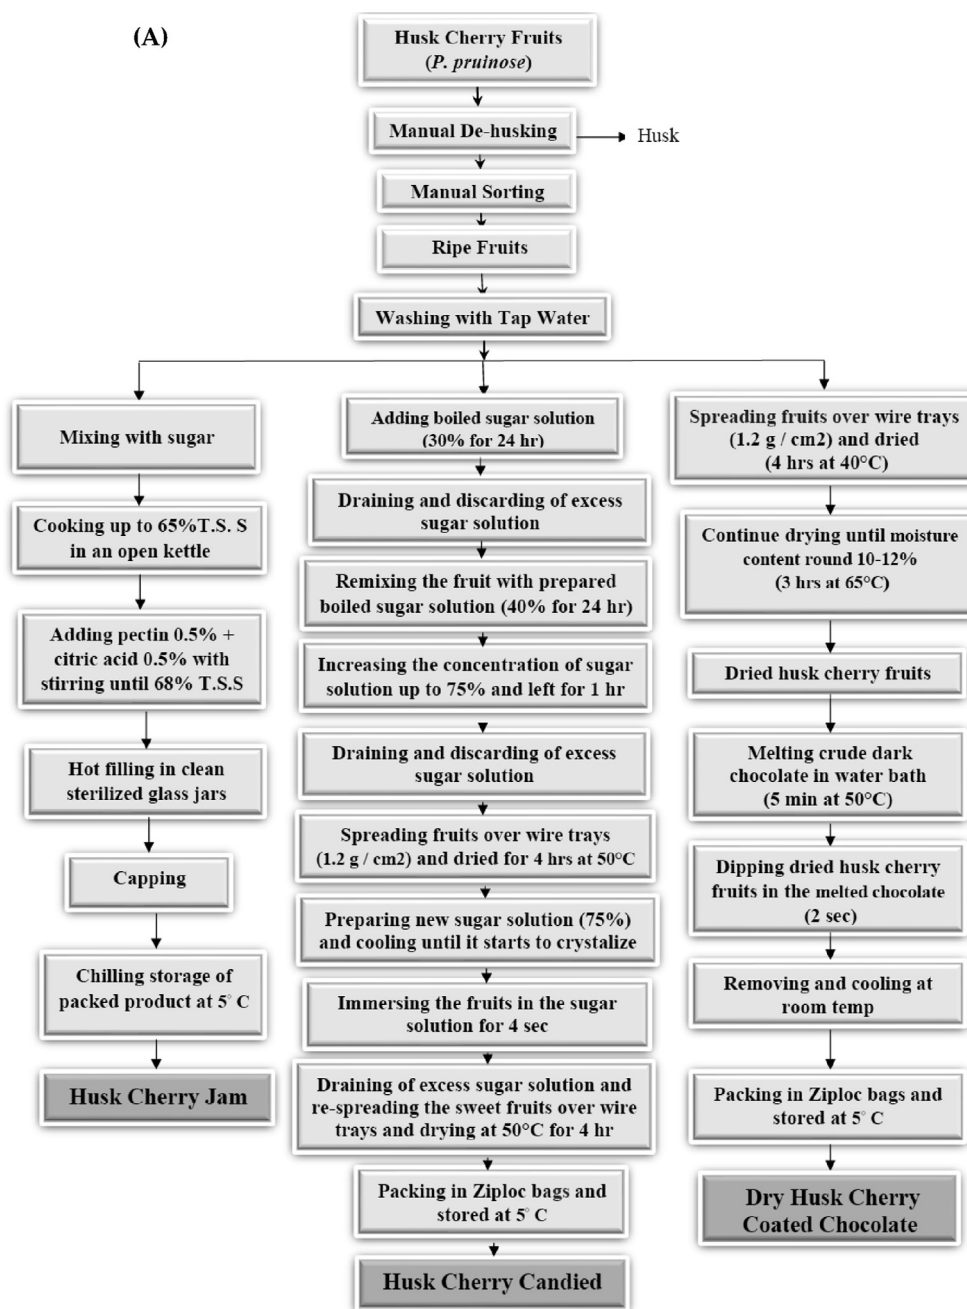 (A)
Husk Cherry Fruits
(P. pruinose)
Manual De-husking
Husk
Manual Sorting
Ripe Fruits
Washing with Tap Water
Mixing with sugar
Cooking up to 65%T.S. S
in an open kettle
Adding pectin 0.5% +
citric acid 0.5% with
stirring until 68% T.S.S
Hot filling in clean
sterilized glass jars
Capping
Chilling storage of
packed product at 5° C
Husk Cherry Jam
Adding boiled sugar solution
(30% for 24 hr)
Draining and discarding of excess
sugar solution
Remixing the fruit with prepared
boiled sugar solution (40% for 24 hr)
Increasing the concentration of sugar
solution up to 75% and left for 1 hr
Draining and discarding of excess
sugar solution
Spreading fruits over wire trays
(1.2 g / cm2) and dried for 4 hrs at 50°C
Preparing new sugar solution (75%)
and cooling until it starts to crystalize
Immersing the fruits in the sugar
solution for 4 sec
Draining of excess sugar solution and
re-spreading the sweet fruits over wire
trays and drying at 50°C for 4 hr
Packing in Ziploc bags and
stored at 5° C
Husk Cherry Candied
Spreading fruits over wire trays
(1.2 g / cm2) and dried
(4 hrs at 40°C)
Continue drying until moisture
content round 10-12%
(3 hrs at 65°C)
Dried husk cherry fruits
Melting crude dark
chocolate in water bath
(5 min at 50°C)
Dipping dried husk cherry
fruits in the melted chocolate
(2 sec)
Removing and cooling at
room temp
Packing in Ziploc bags and
stored at 5° C
Dry Husk Cherry
Coated Chocolate